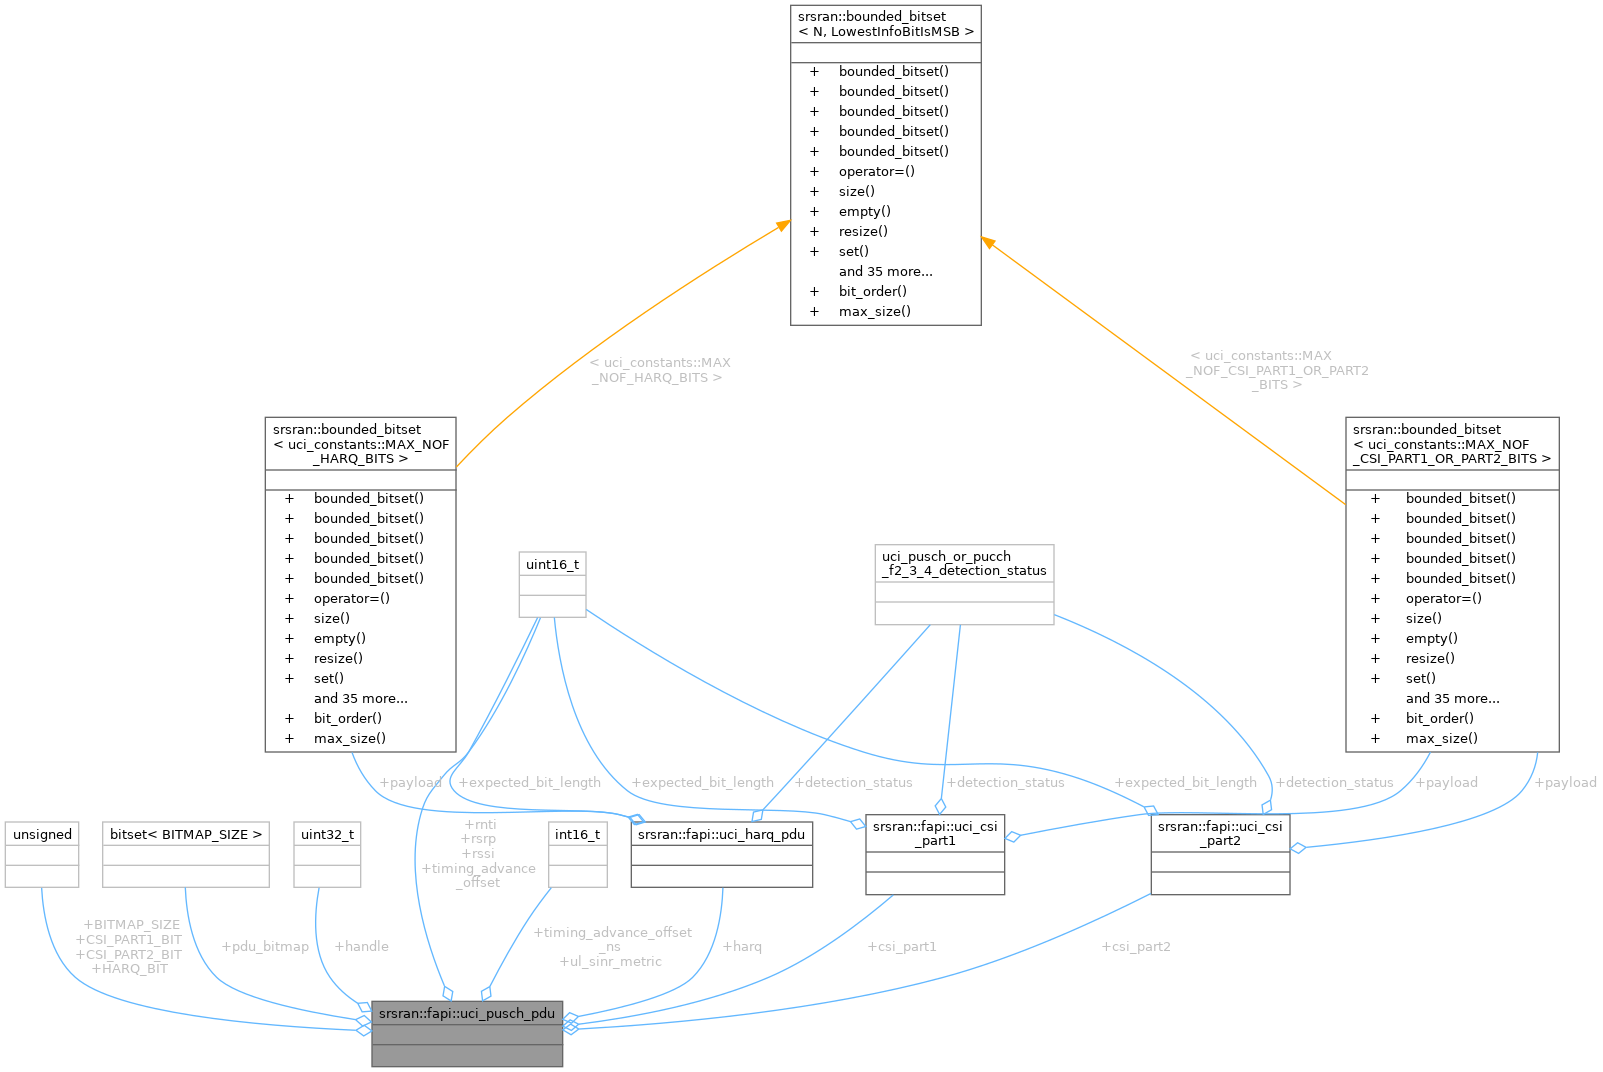 srsran::bounded_bitset
< N, LowestInfoBitIsMSB >
+ bounded_bitset()
+ bounded_bitset()
+ bounded_bitset()
+ bounded_bitset()
+ bounded_bitset()
+ operator=()
+ size()
+ empty()
+ resize()
+ set()
and 35 more...
+ bit_order()
+ max_size()
< uci_constants::MAX
_NOF_HARQ_BITS >
< uci_constants::MAX
_NOF_CSI_PART1_OR_PART2
_BITS >
srsran::bounded_bitset
< uci_constants::MAX_NOF
_HARQ_BITS >
+ bounded_bitset()
+ bounded_bitset()
+ bounded_bitset()
+ bounded_bitset()
+ bounded_bitset()
+ operator=()
+ size()
+ empty()
+ resize()
+ set()
and 35 more...
+ bit_order()
+ max_size()
uint16_t
uci_pusch_or_pucch
_f2_3_4_detection_status
srsran::bounded_bitset
< uci_constants::MAX_NOF
_CSI_PART1_OR_PART2_BITS >
+ bounded_bitset()
+ bounded_bitset()
+ bounded_bitset()
+ bounded_bitset()
+ bounded_bitset()
+ operator=()
+ size()
+ empty()
+ resize()
+ set()
and 35 more...
+ bit_order()
+ max_size()
+payload
+expected_bit_length
+expected_bit_length
+detection_status
+detection_status
+expected_bit_length
+detection_status
+payload
+payload
unsigned
bitset< BITMAP_SIZE >
uint32_t
+rnti
+rsrp
+rssi
+timing_advance
_offset
int16_t
srsran::fapi::uci_harq_pdu
srsran::fapi::uci_csi
_part1
srsran::fapi::uci_csi
_part2
+BITMAP_SIZE
+CSI_PART1_BIT
+CSI_PART2_BIT
+HARQ_BIT
+pdu_bitmap
+handle
+timing_advance_offset
_ns
+ul_sinr_metric
+harq
+csi_part1
+csi_part2
srsran::fapi::uci_pusch_pdu